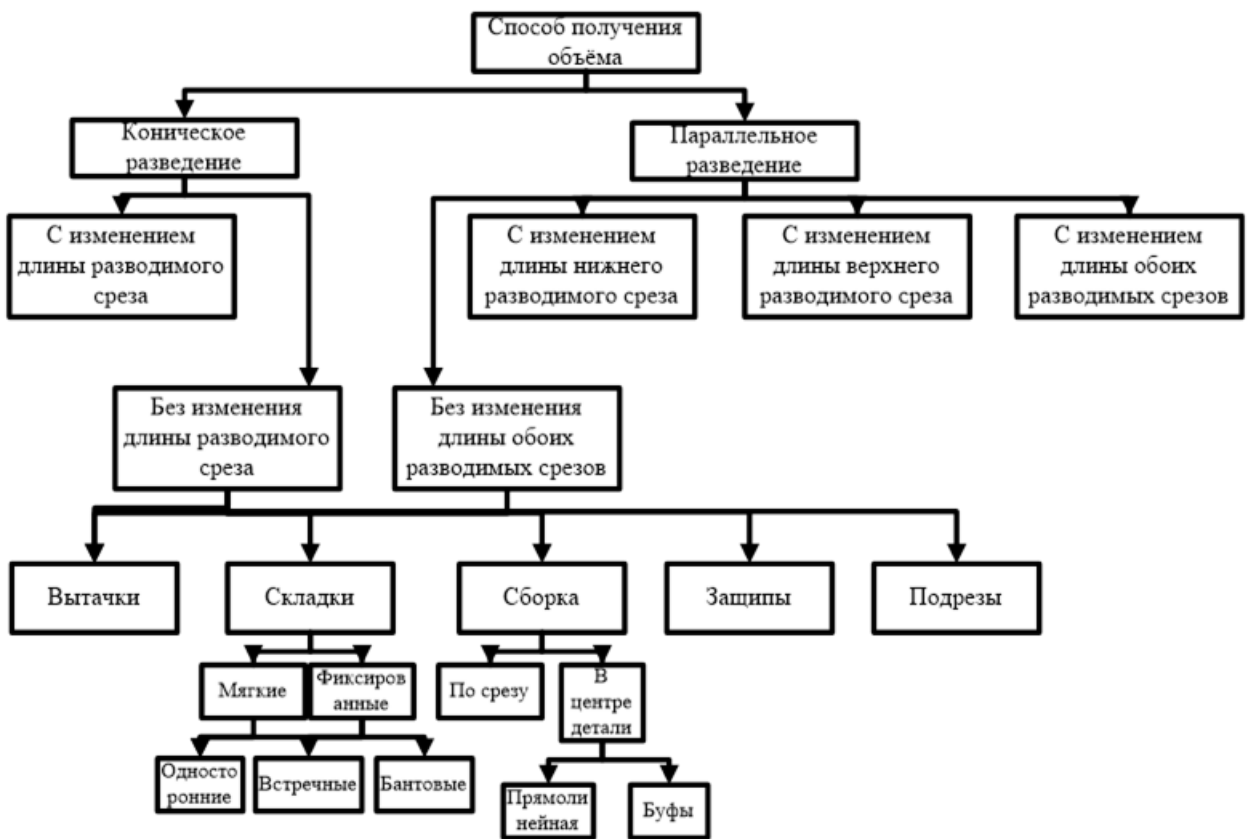 Способ получения
объёма
Коническое
разведение
Параллельное
разведение
С изменением
длины разводимого
среза
С изменением
длины нижнего
разводимого среза
С изменением
длины верхнего
разводимого среза
С изменением
длины обоих
разводимых срезов
Без изменения
длины разводимого
среза
Без изменения
длины обоих
разводимых срезов
Вытачки
Складки
Сборка
Защипы
Подрезы
Мягкие
Фиксиров
анные
По срезу
В
центре
детали
Односто
ронние
Встречные
Бантовые
Прямоли
нейная
Буфы